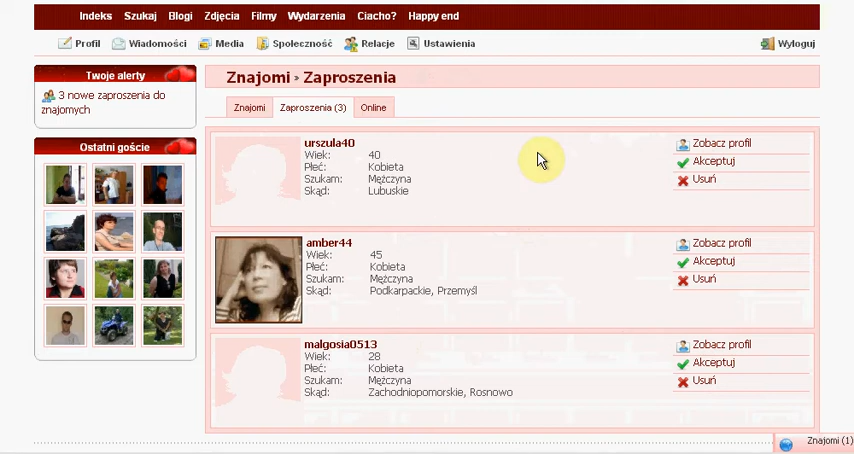 Indeks Szukaj Blogi Zdjęcia Filmy Wydarzenia Ciacho? Happy end
Profil Wiadomości Media Społeczność Relacje Ustawienia Wyloguj
Twoje alerty
3 nowe zaproszenia do
znajomych
Ostatni goście
Znajomi › Zaproszenia
Znajomi Zaproszenia (3) Online
urszula40
Wiek: 40
Płeć: Kobieta
Szukam: Mężczyzna
Skąd: Lubuskie
Zobacz profil
Akceptuj
Usuń
amber44
Wiek: 45
Płeć: Kobieta
Szukam: Mężczyzna
Skąd: Podkarpackie, Przemyśl
Zobacz profil
Akceptuj
Usuń
malgosia0513
Wiek: 28
Płeć: Kobieta
Szukam: Mężczyzna
Skąd: Zachodniopomorskie, Rosnowo
Zobacz profil
Akceptuj
Usuń
Znajomi (1)